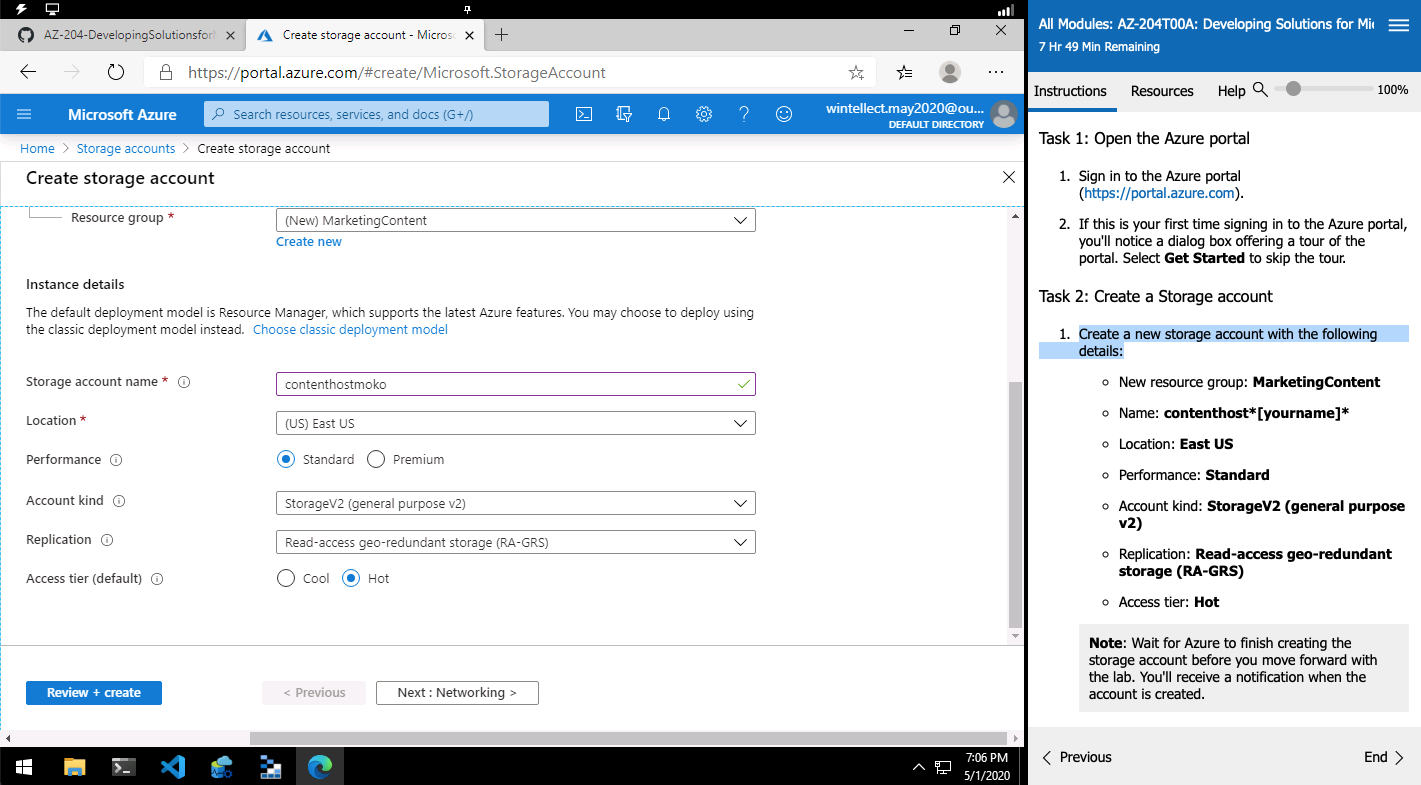 AZ-204-DevelopingSolutionsforM
Create storage account - Micros
https://portal.azure.com/#create/Microsoft.StorageAccount
Microsoft Azure
Search resources, services, and docs (G+/)
wintellect.may2020@ou...
DEFAULT DIRECTORY
Home > Storage accounts > Create storage account
Create storage account
Resource group *
(New) MarketingContent
Create new
Instance details
The default deployment model is Resource Manager, which supports the latest Azure features. You may choose to deploy using
the classic deployment model instead. Choose classic deployment model
Storage account name *
contenthostmoko
Location *
(US) East US
Performance
Standard
Premium
Account kind
StorageV2 (general purpose v2)
Replication
Read-access geo-redundant storage (RA-GRS)
Access tier (default)
Cool
Hot
Review + create
< Previous
Next : Networking >
7:06 PM
5/1/2020
All Modules: AZ-204T00A: Developing Solutions for Mi
7 Hr 49 Min Remaining
Instructions
Resources
Help
100%
Task 1: Open the Azure portal
1. Sign in to the Azure portal
(https://portal.azure.com).
2. If this is your first time signing in to the Azure portal,
you'll notice a dialog box offering a tour of the
portal. Select Get Started to skip the tour.
Task 2: Create a Storage account
1. Create a new storage account with the following
details:
New resource group: MarketingContent
Name: contenthost*[yourname]*
Location: East US
Performance: Standard
Account kind: StorageV2 (general purpose
v2)
Replication: Read-access geo-redundant
storage (RA-GRS)
Access tier: Hot
Note: Wait for Azure to finish creating the
storage account before you move forward with
the lab. You'll receive a notification when the
account is created.
Previous
End